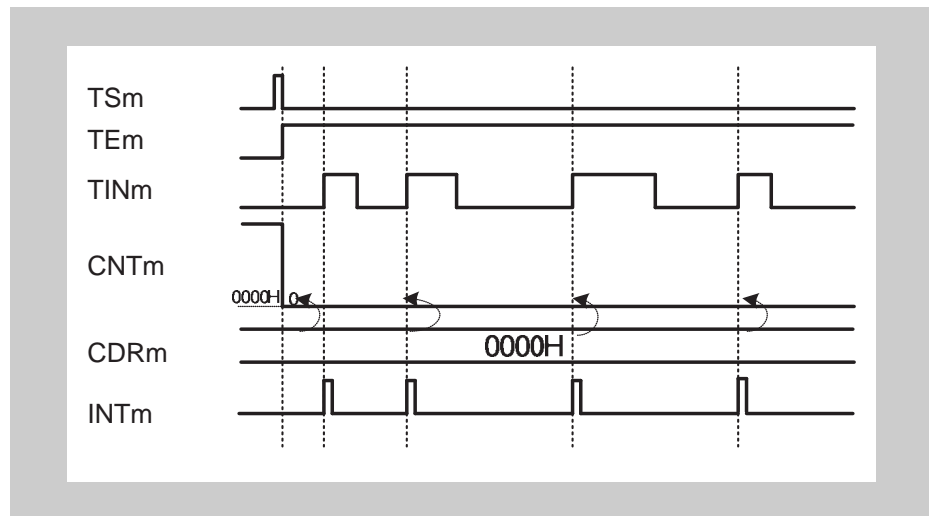 TSm
TEm
TINm
CNTm
0000H 0
CDRm
0000H
INTm